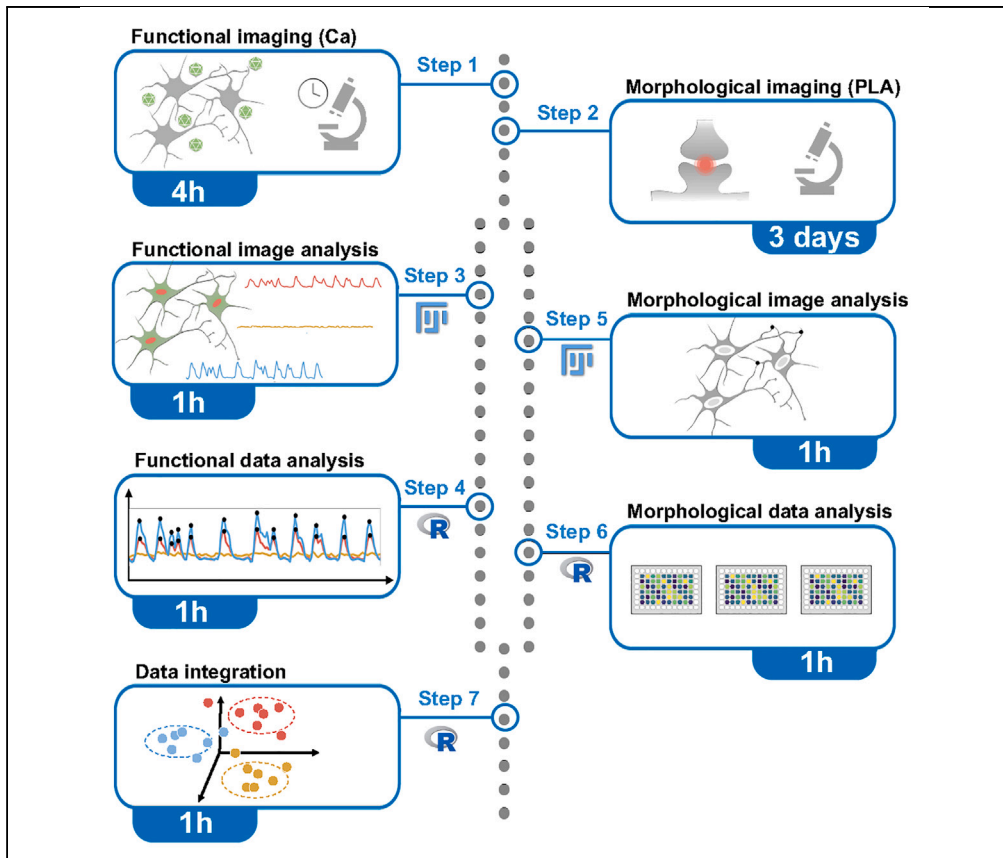 Functional imaging (Ca)
Step 1
4h
Morphological imaging (PLA)
Step 2
3 days
Functional image analysis
Step 3
1h
Morphological image analysis
Step 5
1h
Functional data analysis
Step 4
R
1h
Morphological data analysis
Step 6
R
1h
Data integration
Step 7
R
1h